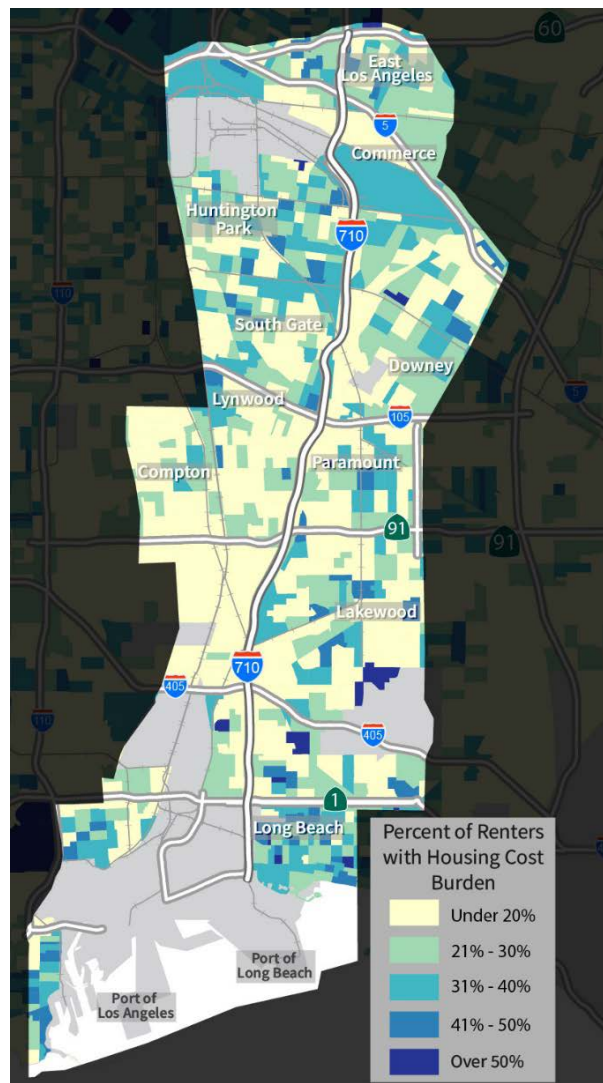 60
East
Los Angeles
5
Commerce
Huntington
Park
710
110
South Gate
Downey
5
Lynwood
105
Compton
Paramount
91
91
Lakewood
710
405
405
110
1
Long Beach
Port of
Long Beach
Port of
Los Angeles
Percent of Renters
with Housing Cost
Burden
Under 20%
21% - 30%
31% - 40%
41% - 50%
Over 50%